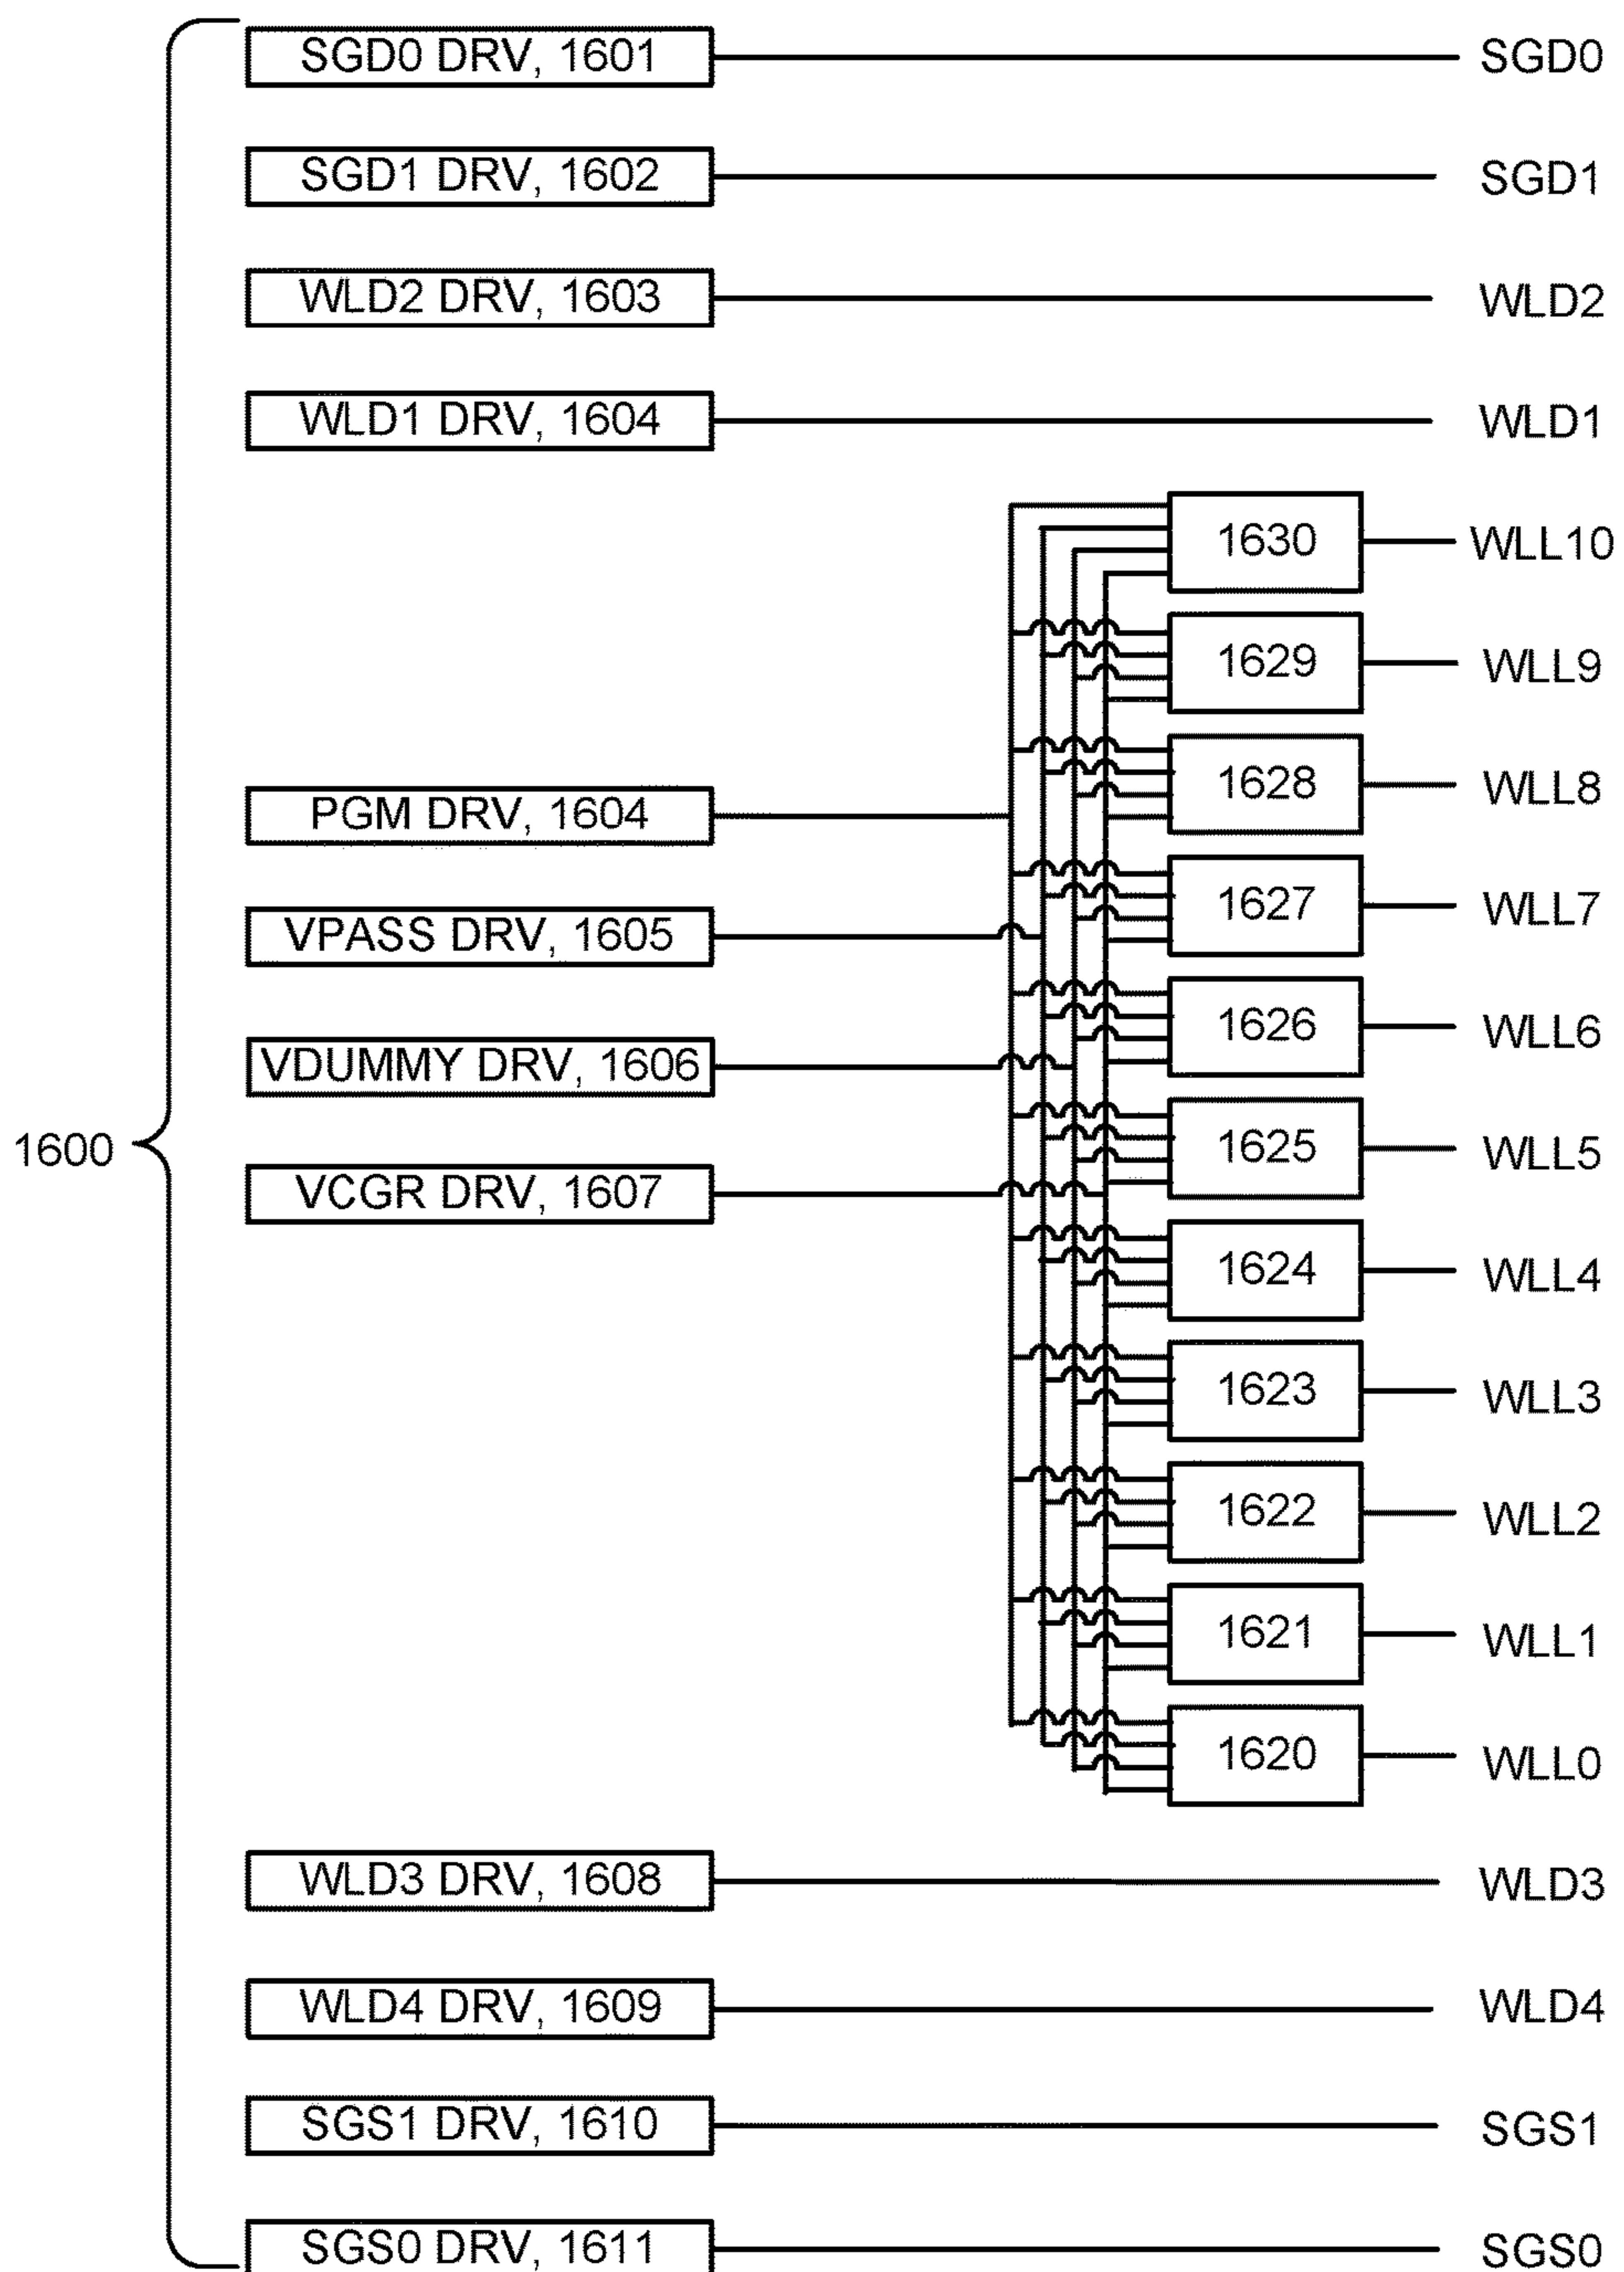 SGD0 DRV, 1601
SGD0
SGD1 DRV, 1602
SGD1
WLD2 DRV, 1603
WLD2
WLD1 DRV, 1604
WLD1
1630
WLL10
1629
WLL9
1628
WLL8
PGM DRV, 1604
1627
WLL7
VPASS DRV, 1605
1626
WLL6
VDUMMY DRV, 1606
1600
1625
WLL5
VCGR DRV, 1607
1624
WLL4
1623
WLL3
1622
WLL2
1621
WLL1
1620
WLL0
WLD3 DRV, 1608
WLD3
WLD4 DRV, 1609
WLD4
SGS1 DRV, 1610
SGS1
SGS0 DRV, 1611
SGS0